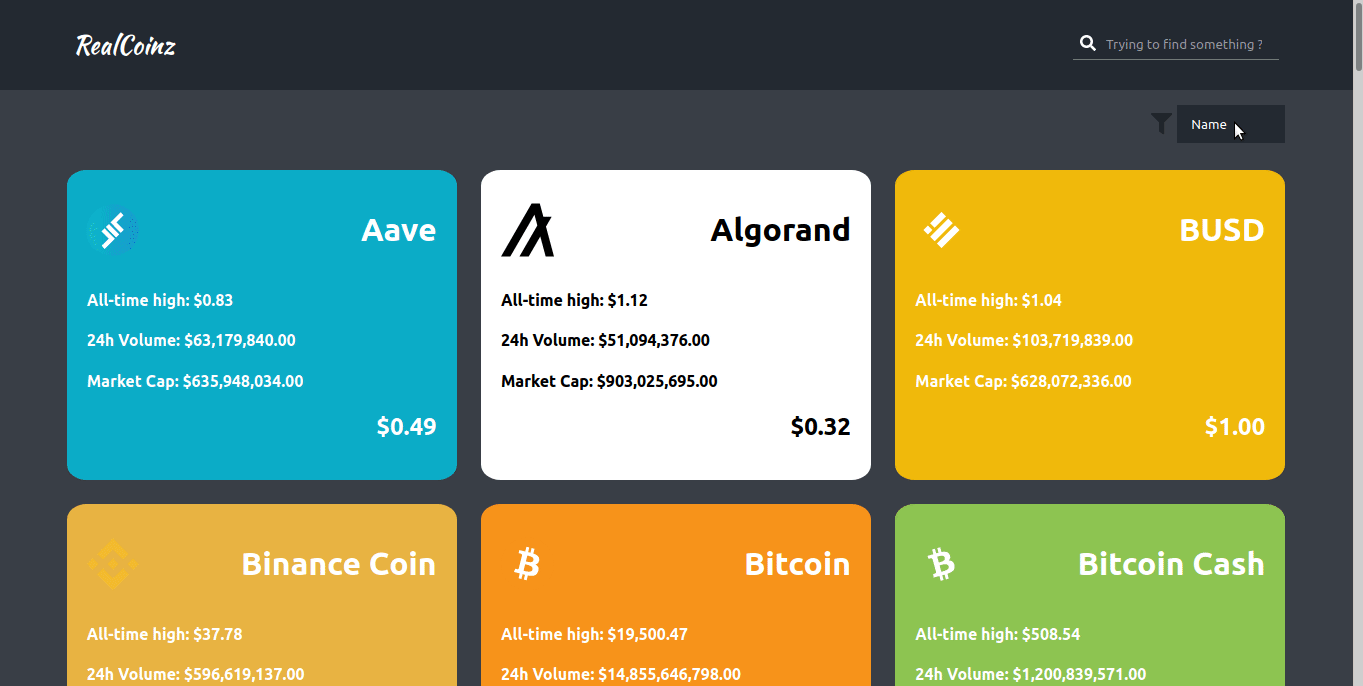 RealCoinz
Trying to find something ?
Name
Aave
All-time high: $0.83
24h Volume: $63,179,840.00
Market Cap: $635,948,034.00
$0.49
Algorand
All-time high: $1.12
24h Volume: $51,094,376.00
Market Cap: $903,025,695.00
$0.32
BUSD
All-time high: $1.04
24h Volume: $103,719,839.00
Market Cap: $628,072,336.00
$1.00
Binance Coin
All-time high: $37.78
24h Volume: $596,619,137.00
Bitcoin
All-time high: $19,500.47
24h Volume: $14,855,646,798.00
Bitcoin Cash
All-time high: $508.54
24h Volume: $1,200,839,571.00